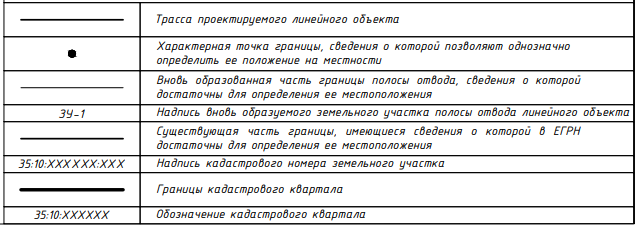 Трасса проектируемого линейного объекта
Характерная точка границы, сведения о которой позволяют однозначно
определить ее положение на местности
Вновь образованная часть границы полосы отвода, сведения о которой
достаточны для определения ее местоположения
ЗУ-1 Надпись вновь образуемого земельного участка полосы отвода линейного объекта
Существующая часть границы, имеющиеся сведения о которой в ЕГРН
достаточны для определения ее местоположения
35:10:XXXXXX:XXX Надпись кадастрового номера земельного участка
Границы кадастрового квартала
35:10:XXXXXX Обозначение кадастрового квартала